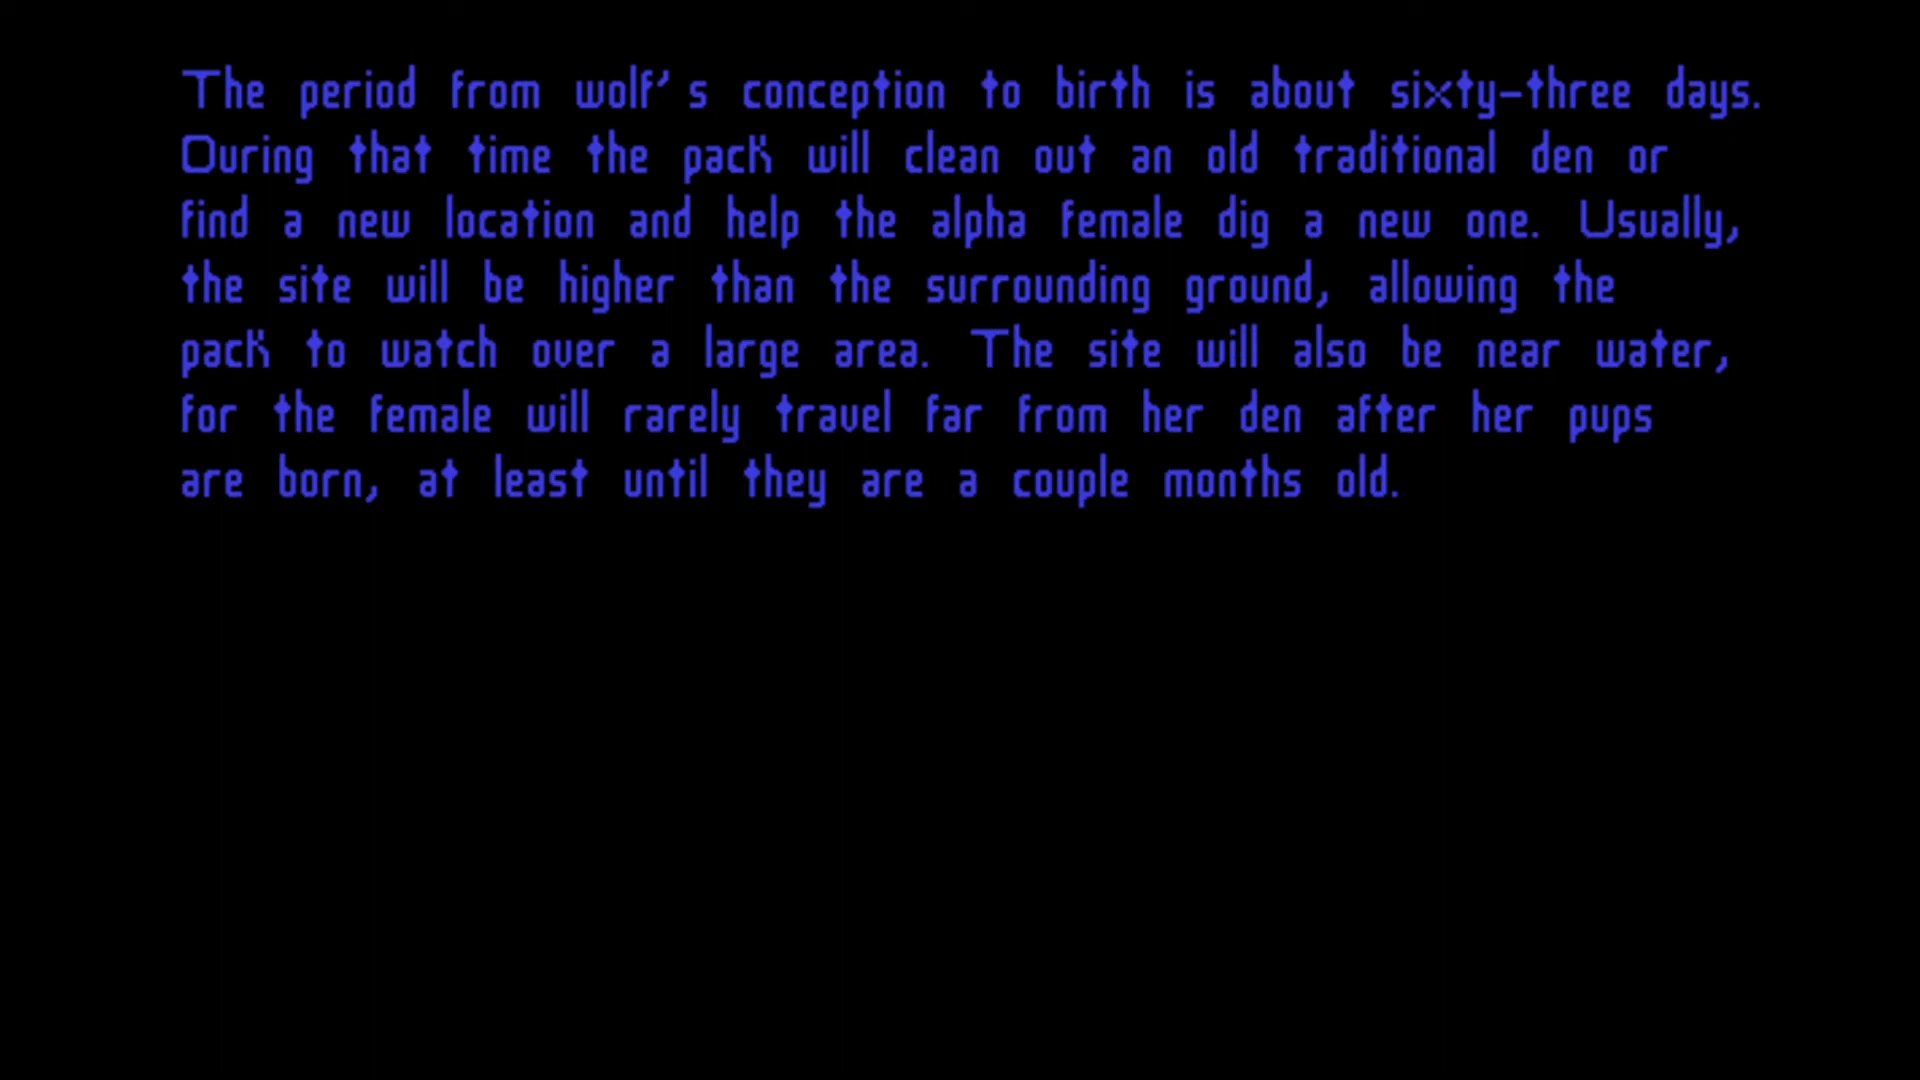 The period from wolf's conception to birth is about sixty-three days.
During that time the pack will clean out an old traditional den or
find a new location and help the alpha female dig a new one. Usually,
the site will be higher than the surrounding ground, allowing the
pack to watch over a large area. The site will also be near water,
for the female will rarely travel far from her den after her pups
are born, at least until they are a couple months old.